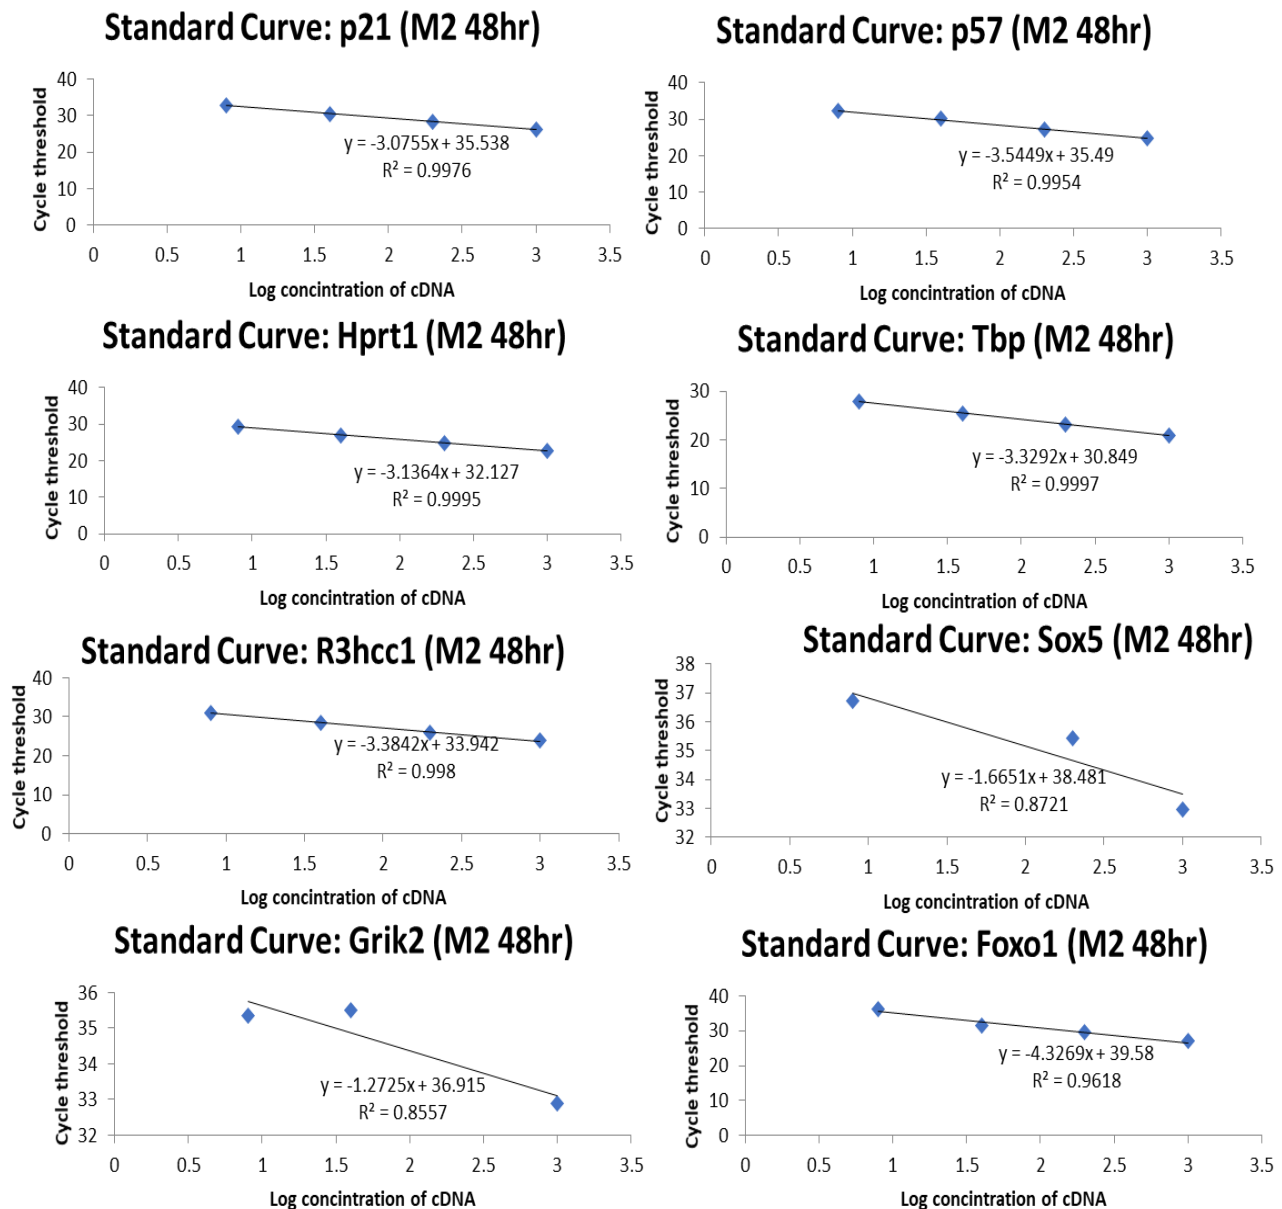 Standard Curve: p21 (M2 48hr)
40
30
20
10
0
Cycle threshold
y = -3.0755x + 35.538
R² = 0.9976
0 0.5 1 1.5 2 2.5 3 3.5
Log concintration of cDNA
Standard Curve: p57 (M2 48hr)
40
30
20
10
0
Cycle threshold
y = -3.5449x + 35.49
R² = 0.9954
0 0.5 1 1.5 2 2.5 3 3.5
Log concintration of cDNA
Standard Curve: Hprt1 (M2 48hr)
40
30
20
10
0
Cycle threshold
y = -3.1364x + 32.127
R² = 0.9995
0 0.5 1 1.5 2 2.5 3 3.5
Log concintration of cDNA
Standard Curve: Tbp (M2 48hr)
30
20
10
0
Cycle threshold
y = -3.3292x + 30.849
R² = 0.9997
0 0.5 1 1.5 2 2.5 3 3.5
Log concintration of cDNA
Standard Curve: R3hcc1 (M2 48hr)
40
30
20
10
0
Cycle threshold
y = -3.3842x + 33.942
R² = 0.998
0 0.5 1 1.5 2 2.5 3 3.5
Log concintration of cDNA
Standard Curve: Sox5 (M2 48hr)
38
37
36
35
34
33
32
Cycle threshold
y = -1.6651x + 38.481
R² = 0.8721
0 0.5 1 1.5 2 2.5 3 3.5
Log concintration of cDNA
Standard Curve: Grik2 (M2 48hr)
36
35
34
33
32
Cycle threshold
y = -1.2725x + 36.915
R² = 0.8557
0 0.5 1 1.5 2 2.5 3 3.5
Log concintration of cDNA
Standard Curve: Foxo1 (M2 48hr)
40
30
20
10
0
Cycle threshold
y = -4.3269x + 39.58
R² = 0.9618
0 0.5 1 1.5 2 2.5 3 3.5
Log concintration of cDNA